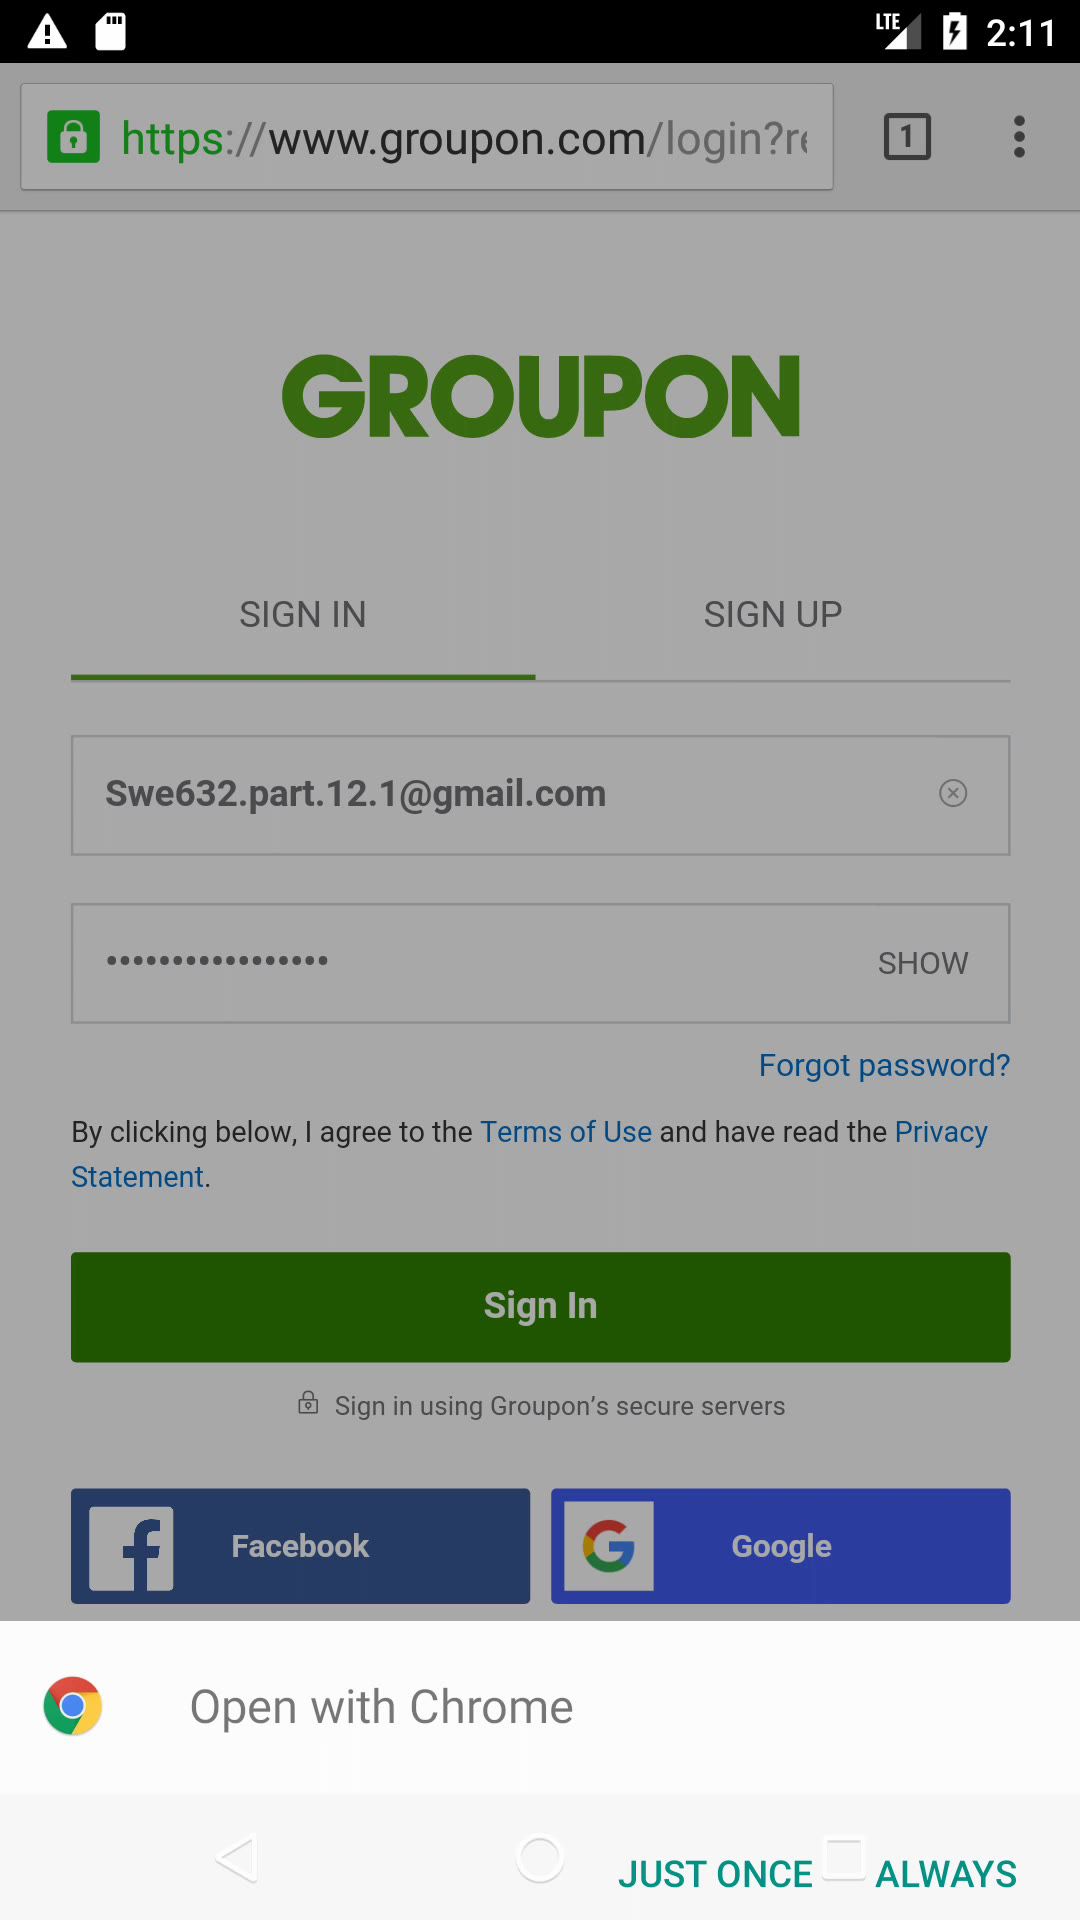 LTE 2:11
https://www.groupon.com/login?re
1
GROUPON
SIGN IN SIGN UP
Swe632.part.12.1@gmail.com
••••••••••••••••• SHOW
Forgot password?
By clicking below, I agree to the Terms of Use and have read the Privacy
Statement.
Sign In
Sign in using Groupon’s secure servers
Facebook Google
Open with Chrome
JUST ONCE ALWAYS